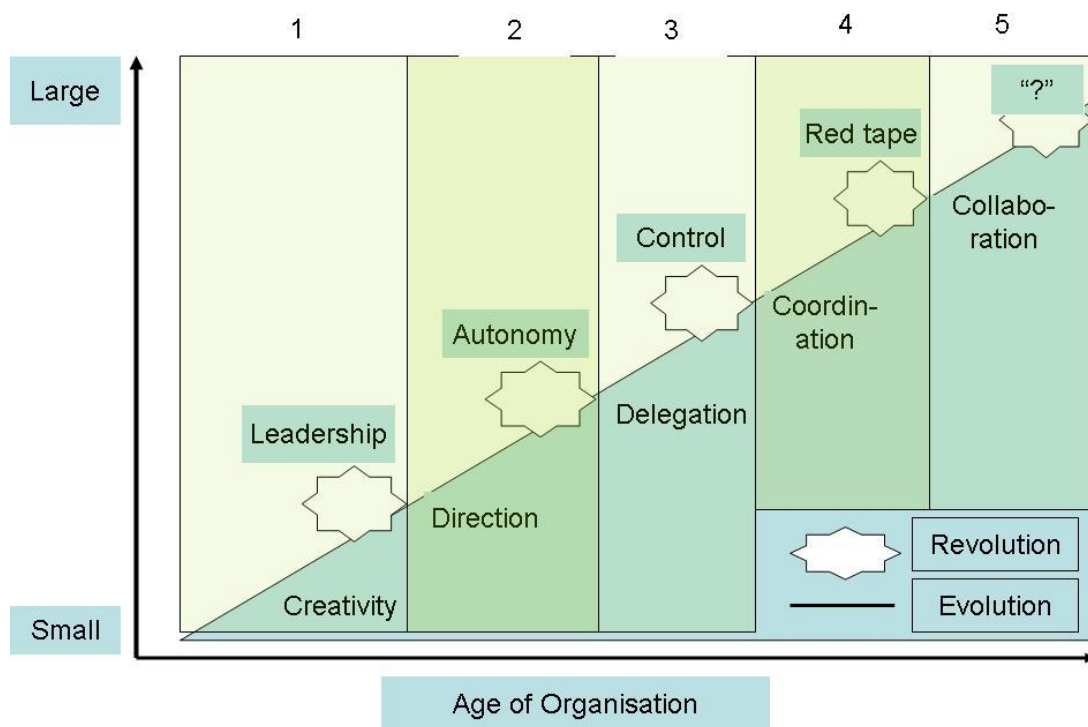 1 2 3 4 5
Large
“?”
Red tape
Collabo-
ration
Control
Coordin-
ation
Autonomy
Delegation
Leadership
Direction
Revolution
Creativity
Evolution
Small
Age of Organisation